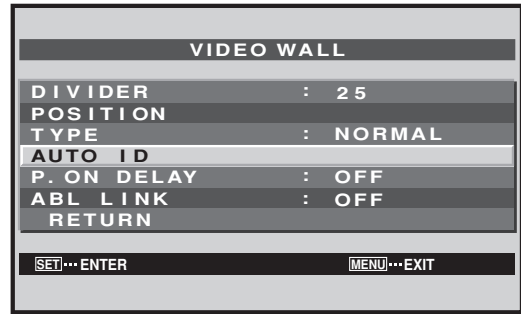 VIDEO WALL
DIVIDER : 25
POSITION
TYPE : NORMAL
AUTO ID
P. ON DELAY : OFF
ABL LINK : OFF
RETURN
SET ··· ENTER MENU ··· EXIT